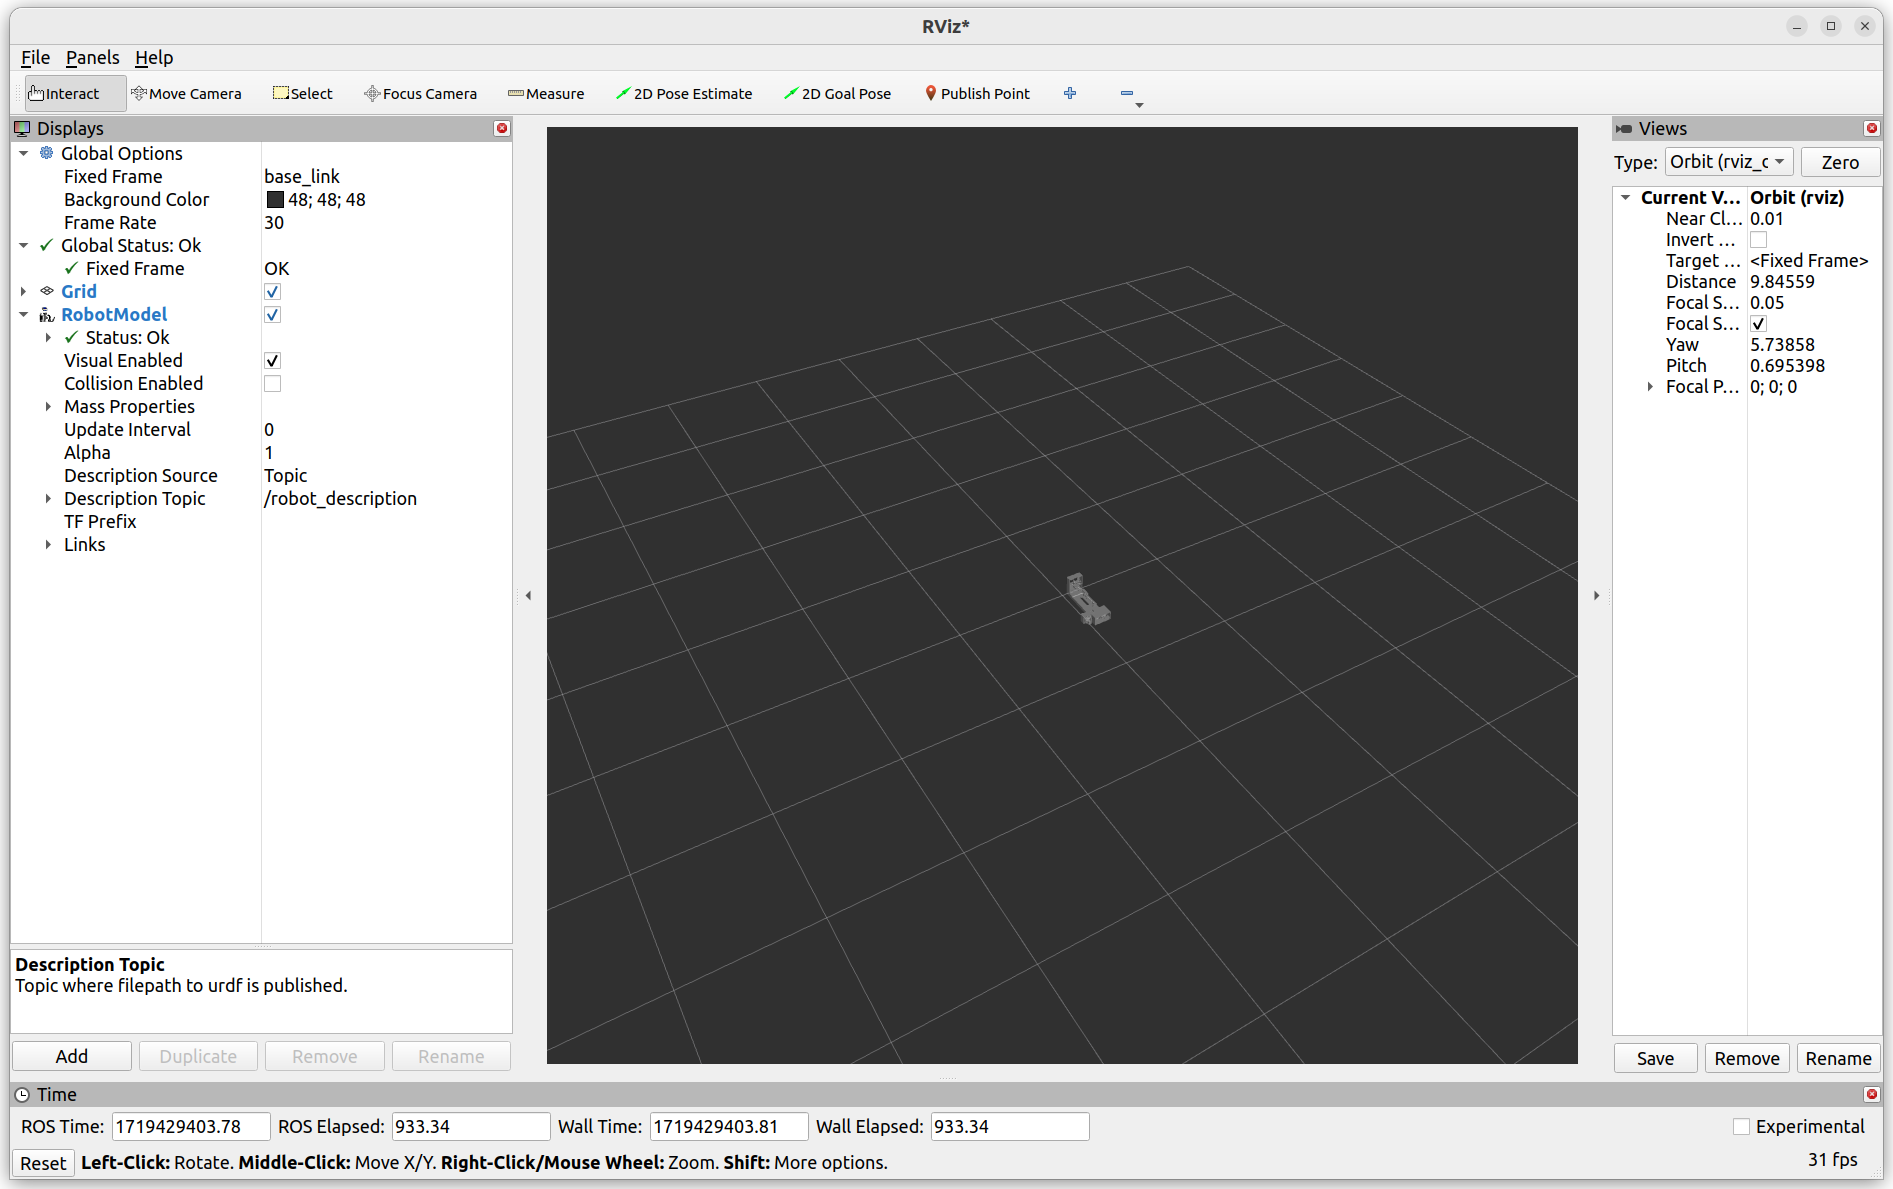 RViz*
File Panels Help
Interact Move Camera Select Focus Camera Measure 2D Pose Estimate 2D Goal Pose Publish Point
Displays
Global Options
Fixed Frame base_link
Background Color 48; 48; 48
Frame Rate 30
Global Status: Ok
Fixed Frame OK
Grid
RobotModel
Status: Ok
Visual Enabled
Collision Enabled
Mass Properties
Update Interval 0
Alpha 1
Description Source Topic
Description Topic /robot_description
TF Prefix
Links
Description Topic
Topic where filepath to urdf is published.
Add Duplicate Remove Rename
Views
Type: Orbit (rviz_c Zero
Current V... Orbit (rviz)
Near Cl... 0.01
Invert ...
Target ... <Fixed Frame>
Distance 9.84559
Focal S... 0.05
Focal S...
Yaw 5.73858
Pitch 0.695398
Focal P... 0; 0; 0
Save Remove Rename
Time
ROS Time: 1719429403.78 ROS Elapsed: 933.34 Wall Time: 1719429403.81 Wall Elapsed: 933.34 Experimental
Reset Left-Click: Rotate. Middle-Click: Move X/Y. Right-Click/Mouse Wheel: Zoom. Shift: More options. 31 fps